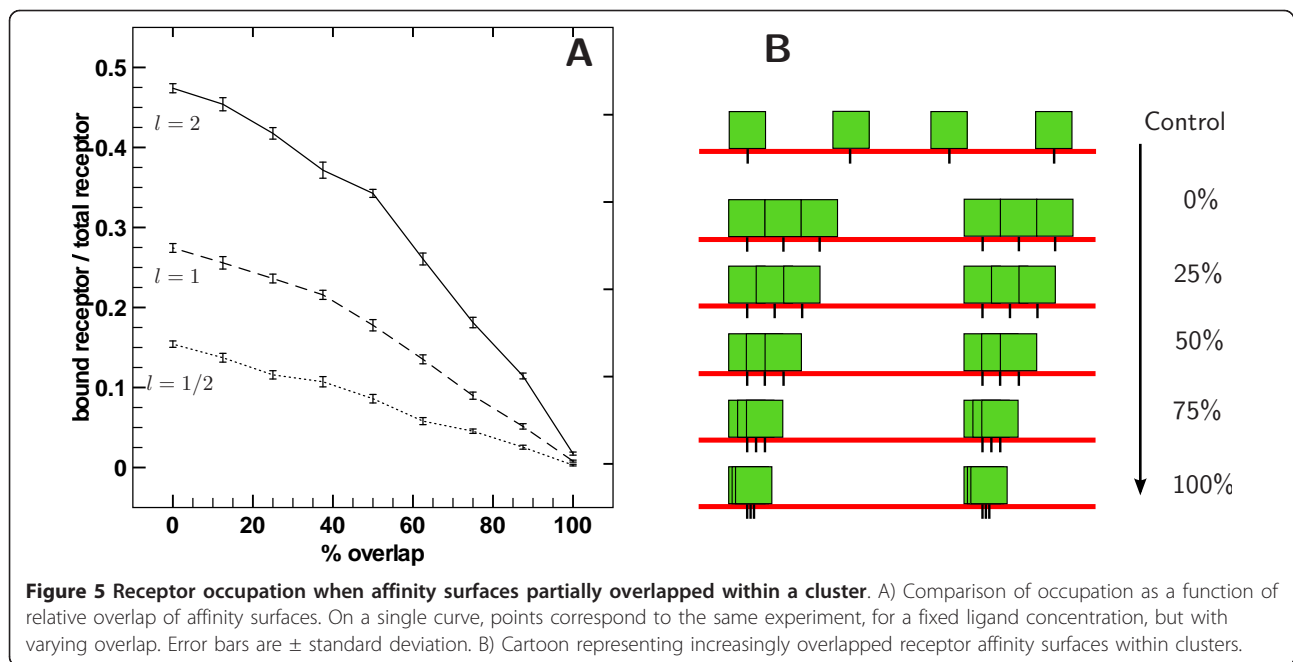 A
0.5
0.4
0.3
0.2
0.1
0
bound receptor / total receptor
l = 2
l = 1
l = 1/2
0 20 40 60 80 100
% overlap
B
Control
0%
25%
50%
75%
100%
Figure 5 Receptor occupation when affinity surfaces partially overlapped within a cluster. A) Comparison of occupation as a function of
relative overlap of affinity surfaces. On a single curve, points correspond to the same experiment, for a fixed ligand concentration, but with
varying overlap. Error bars are ± standard deviation. B) Cartoon representing increasingly overlapped receptor affinity surfaces within clusters.